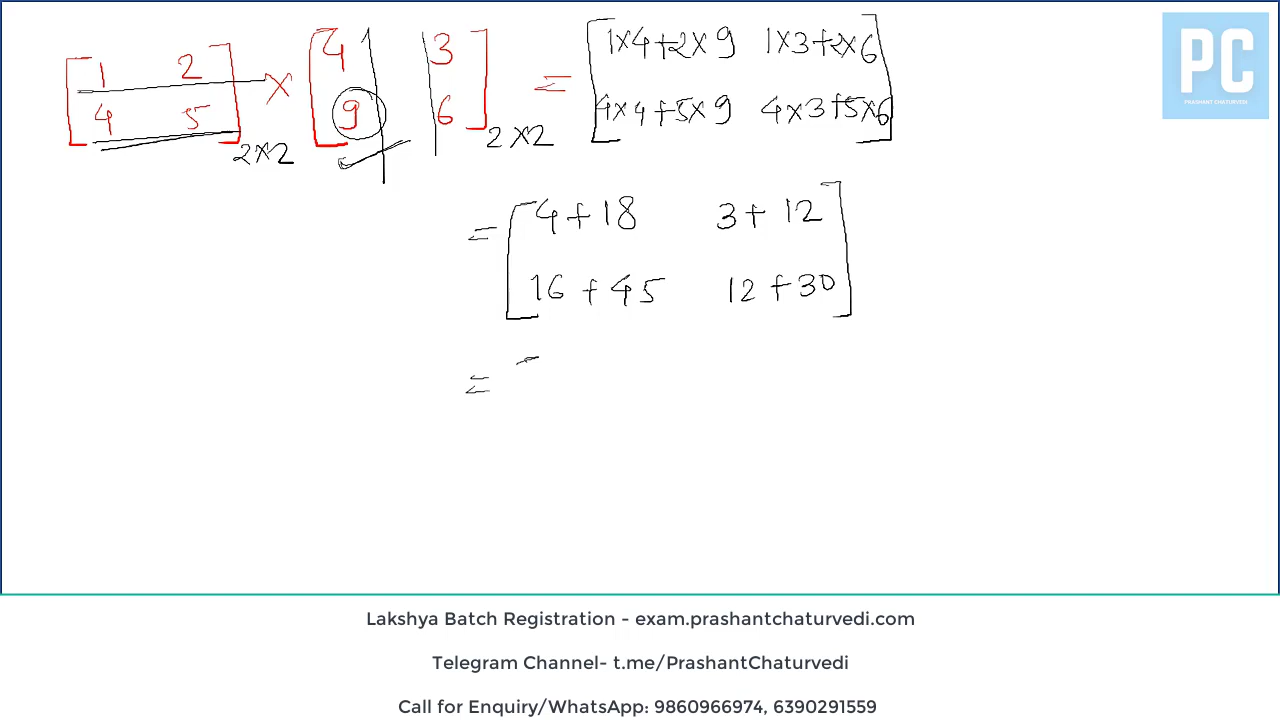 [1 2] × [4 3] = [1×4+2×9 1×3+2×6]
[4 5] 2×2 [9 6] 2×2 [4×4+5×9 4×3+5×6]
= [4+18 3+12]
[16+45 12+30]
=
PC
PRASHANT CHATURVEDI
Lakshya Batch Registration - exam.prashantchaturvedi.com
Telegram Channel- t.me/PrashantChaturvedi
Call for Enquiry/WhatsApp: 9860966974, 6390291559